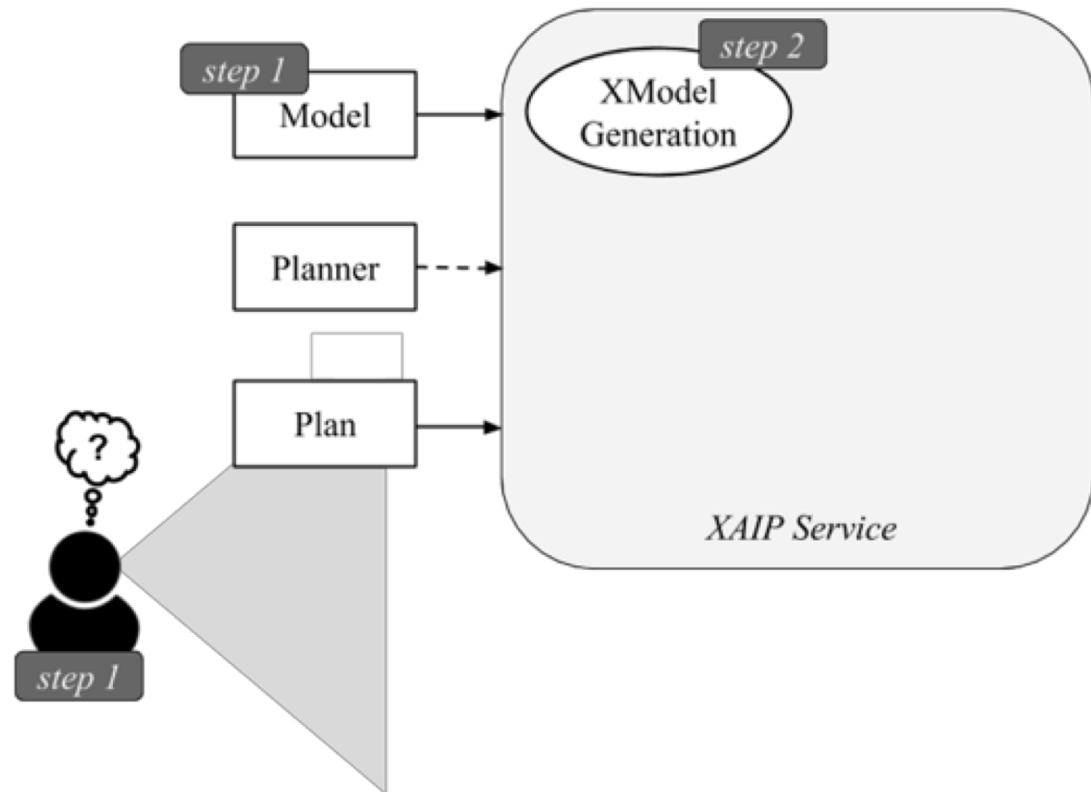 step 1
step 2
Model
XModel
Generation
Planner
Plan
?
XAIP Service
step 1